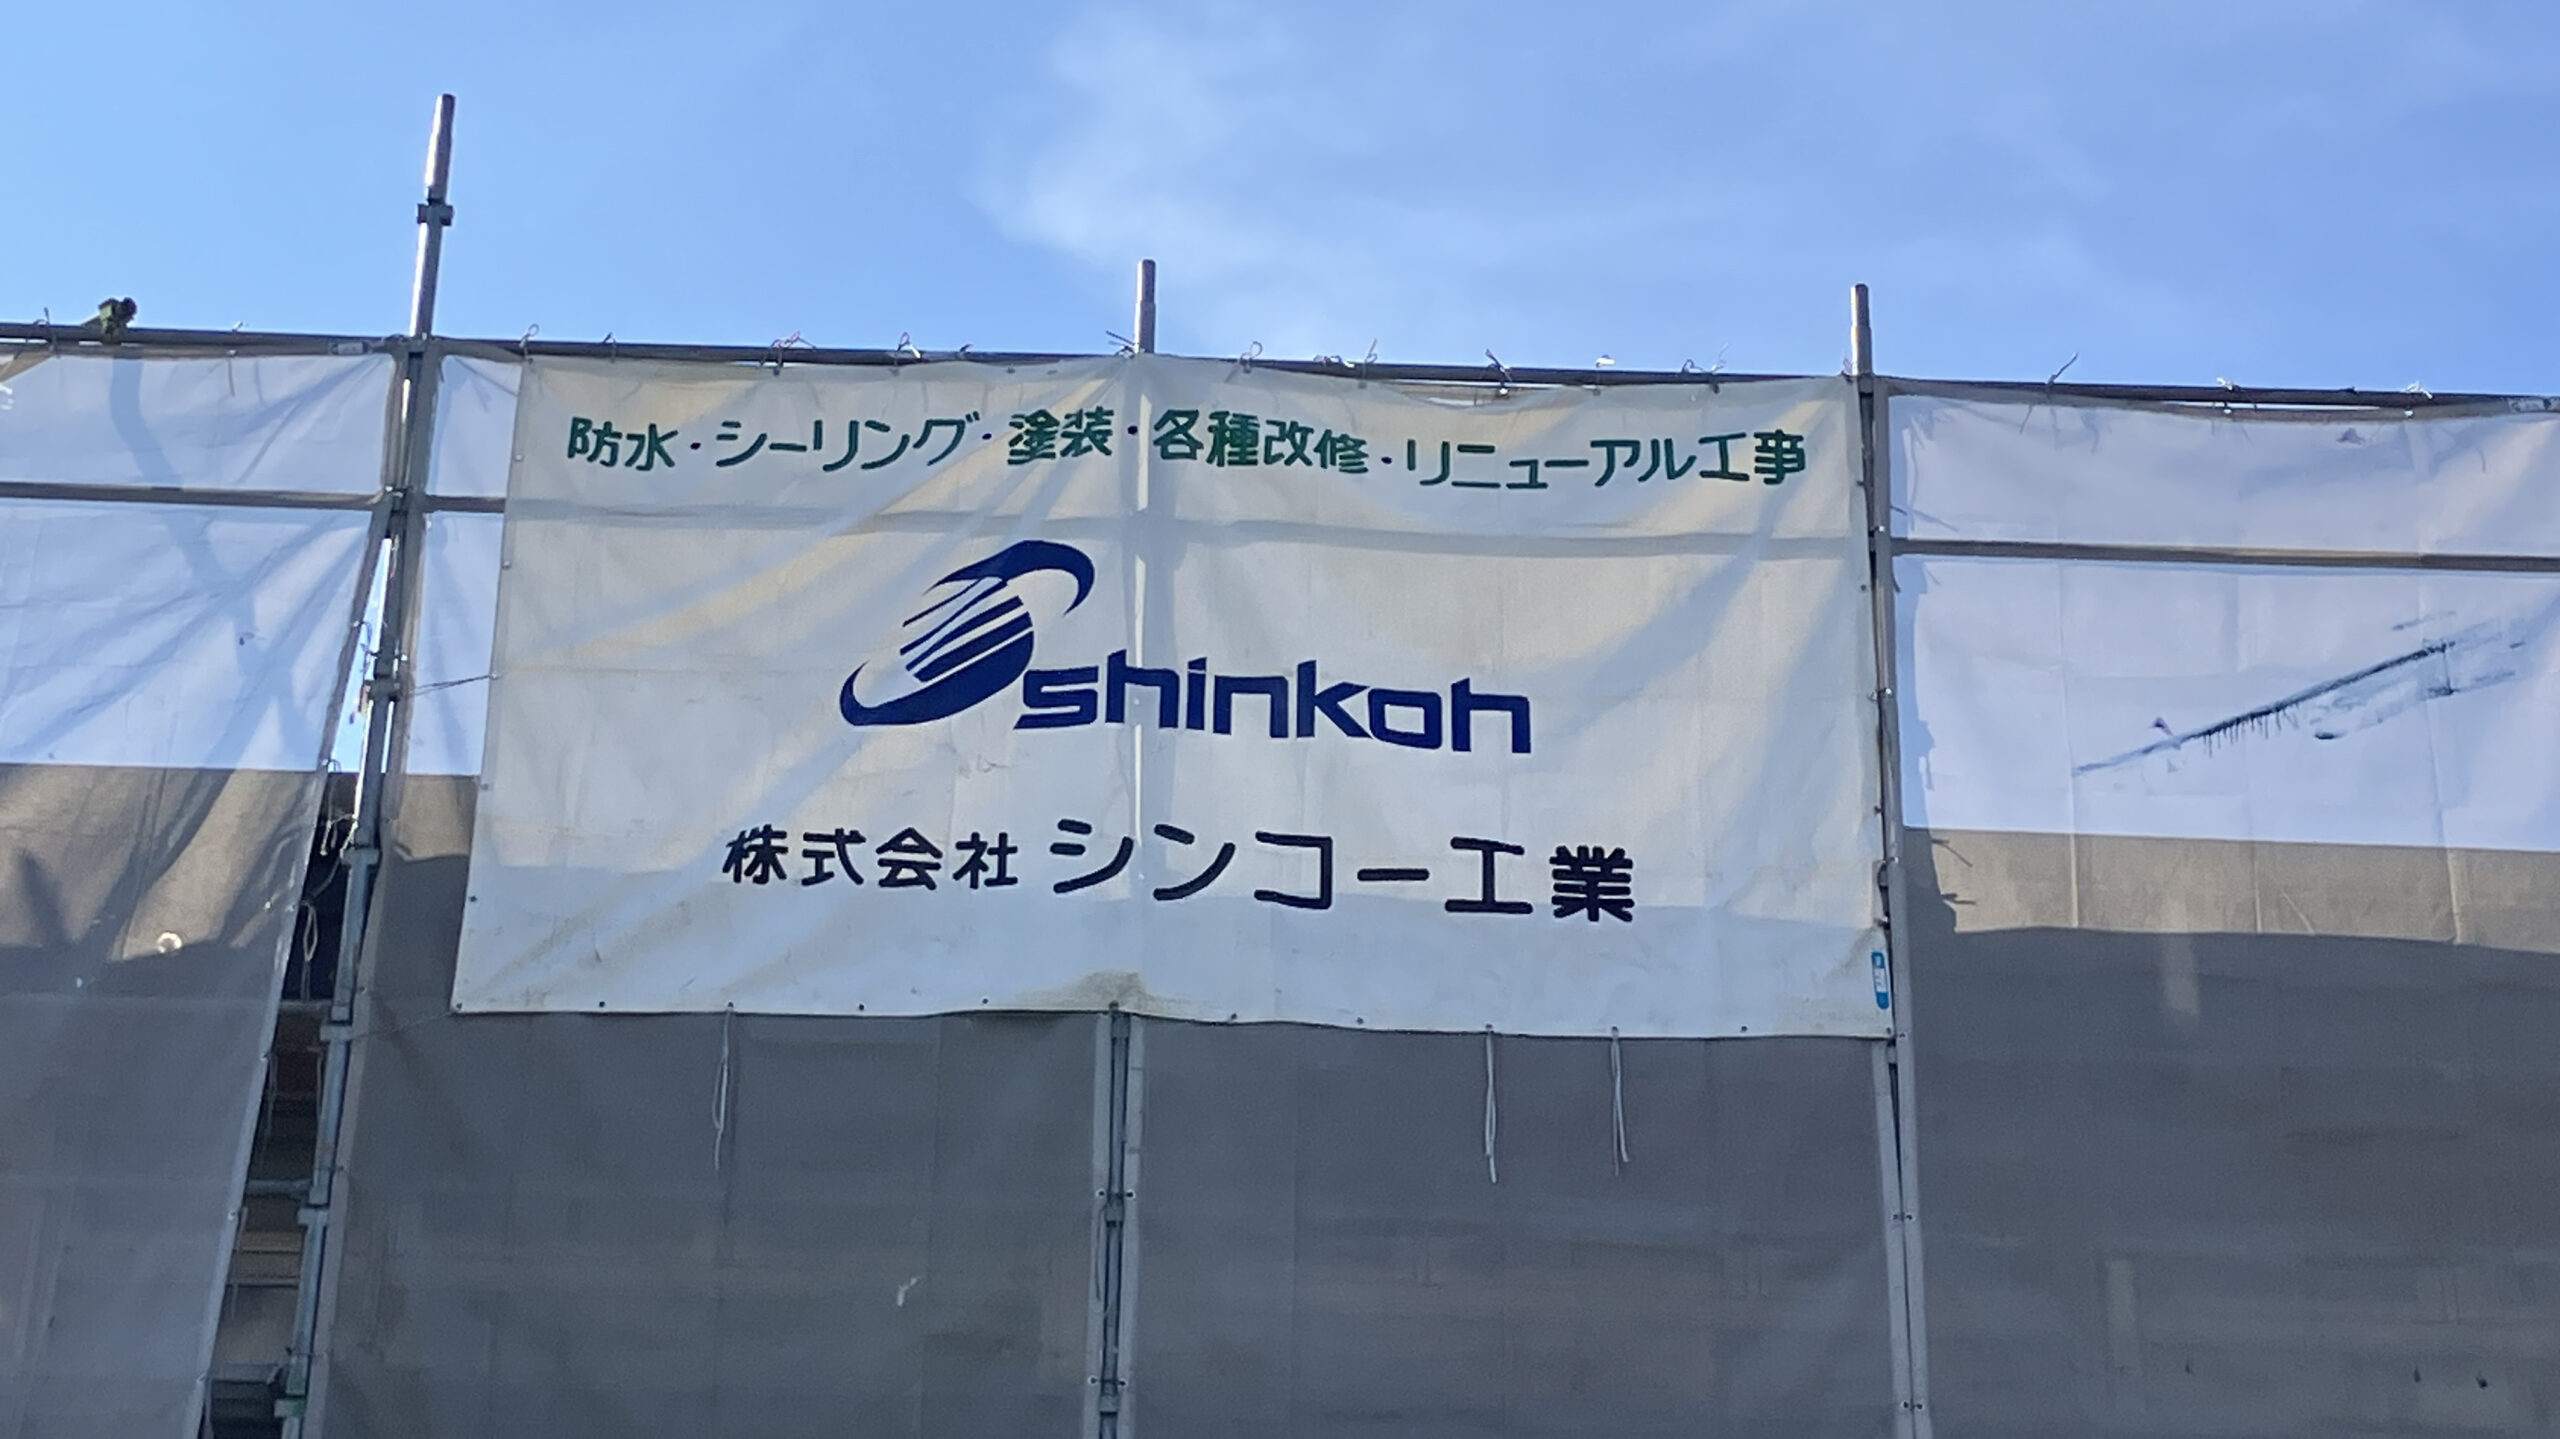 防水・シーリング・塗装・各種改修・リニューアル工事
shinkoh
株式会社 シンコー工業